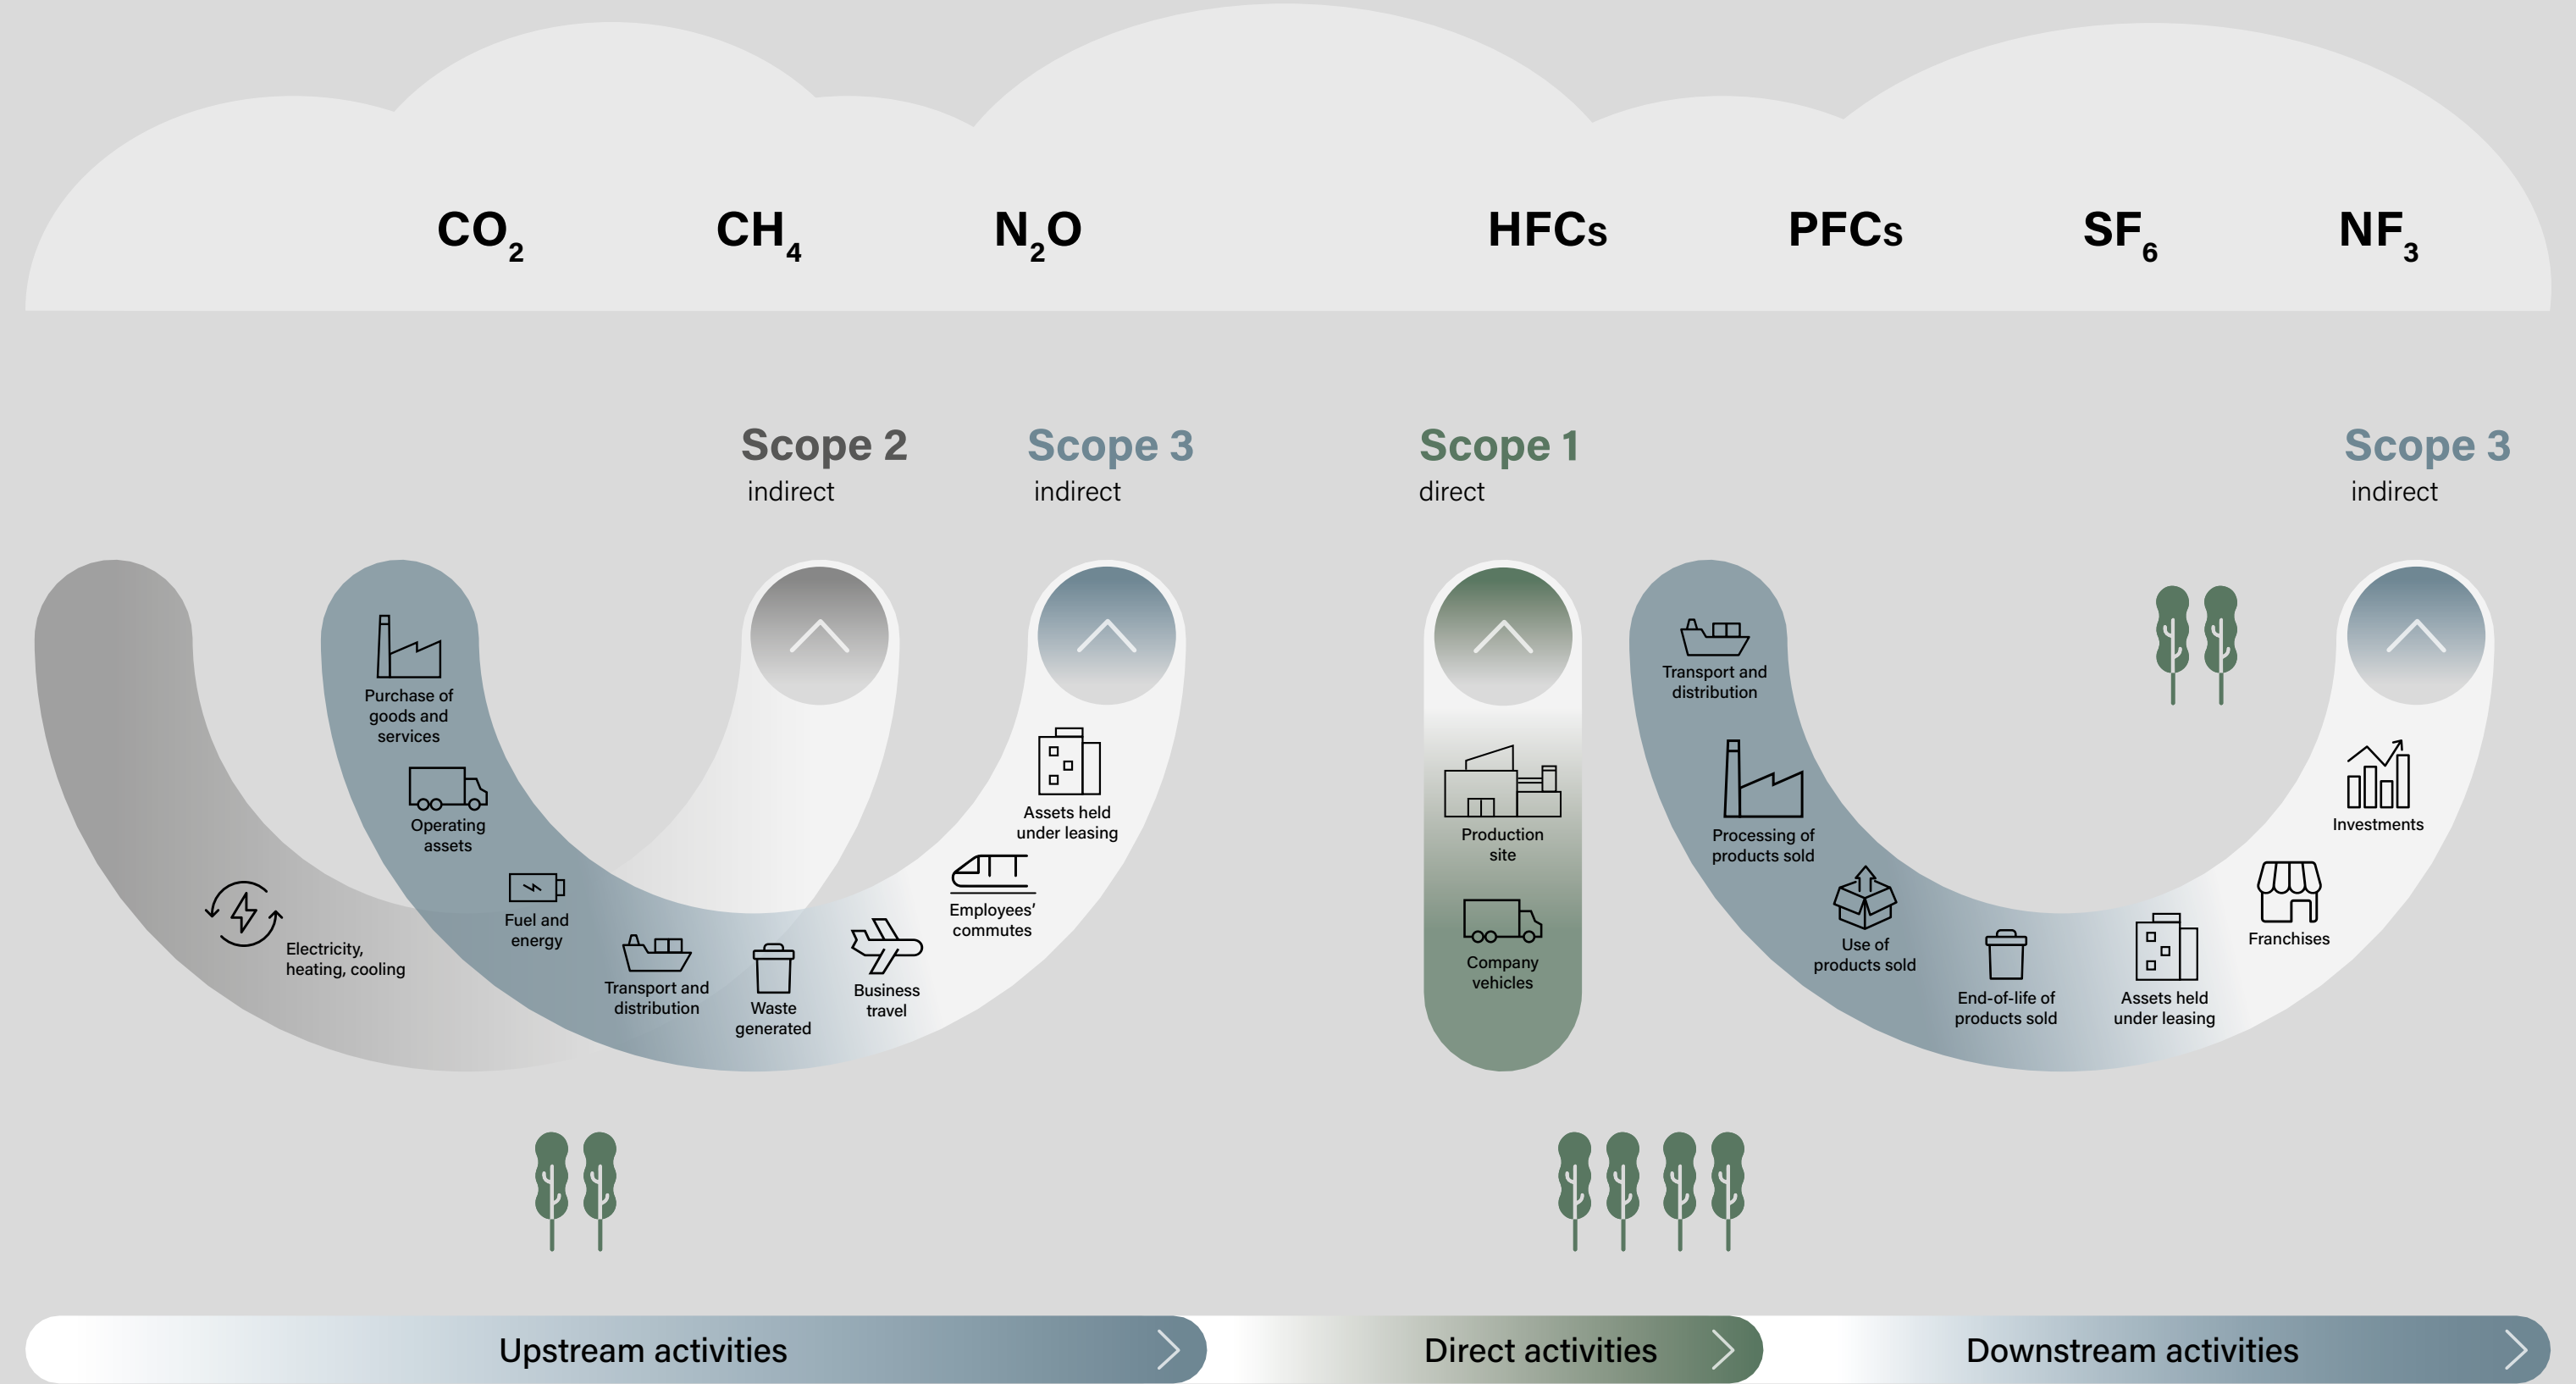 CO₂ CH₄ N₂O HFCs PFCs SF₆ NF₃
Scope 2
indirect
Scope 3
indirect
Scope 1
direct
Scope 3
indirect
Electricity,
heating, cooling
Purchase of
goods and
services
Operating
assets
Fuel and
energy
Transport and
distribution
Waste
generated
Business
travel
Employees’
commutes
Assets held
under leasing
Production
site
Company
vehicles
Transport and
distribution
Processing of
products sold
Use of
products sold
End-of-life of
products sold
Assets held
under leasing
Franchises
Investments
Upstream activities
Direct activities
Downstream activities